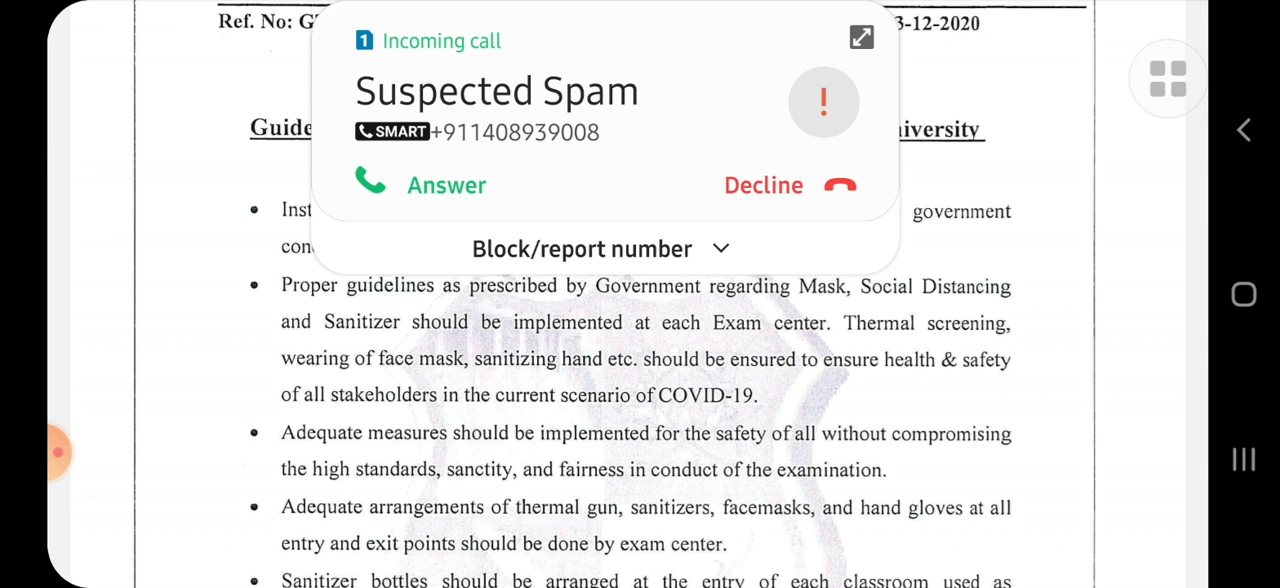 Ref. No: G
3-12-2020
1 Incoming call
Suspected Spam
SMART +911408939008
!
Answer Decline
Block/report number
Guide
iversity
• Inst government
con
• Proper guidelines as prescribed by Government regarding Mask, Social Distancing
and Sanitizer should be implemented at each Exam center. Thermal screening,
wearing of face mask, sanitizing hand etc. should be ensured to ensure health & safety
of all stakeholders in the current scenario of COVID-19.
• Adequate measures should be implemented for the safety of all without compromising
the high standards, sanctity, and fairness in conduct of the examination.
• Adequate arrangements of thermal gun, sanitizers, facemasks, and hand gloves at all
entry and exit points should be done by exam center.
• Sanitizer bottles should be arranged at the entry of each classroom used as